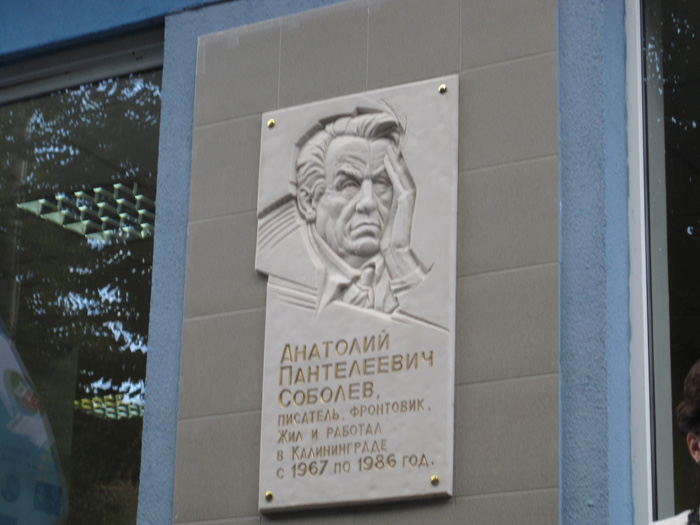 Анатолий
Пантелеевич
Соболев,
писатель, фронтовик.
Жил и работал
в Калининграде
с 1967 по 1986 год.